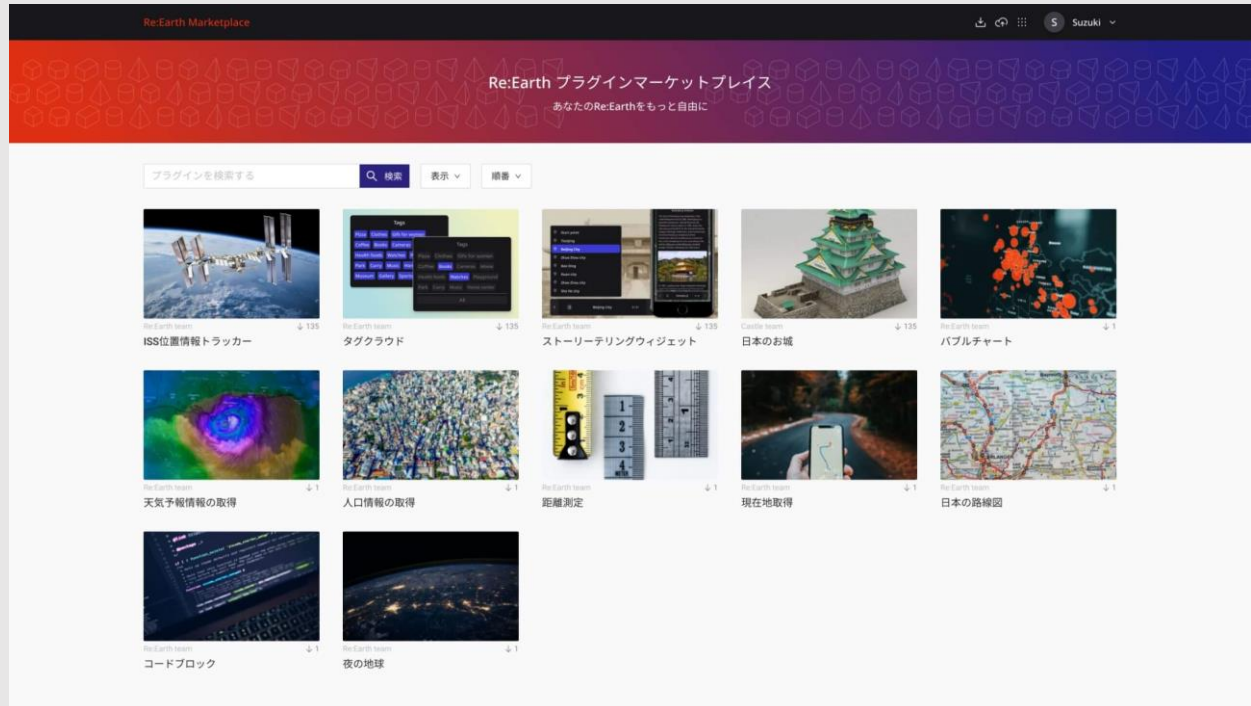 Re:Earth Marketplace
S Suzuki
Re:Earth プラグインマーケットプレイス
あなたのRe:Earthをもっと自由に
プラグインを検索する 検索 表示 順番
Tags
Tags
Re:Earth team 135
ISS位置情報トラッカー
Re:Earth team 135
タグクラウド
Re:Earth team 135
ストーリーテリングウィジェット
Castle team 135
日本のお城
Re:Earth team 1
バブルチャート
Re:Earth team 1
天気予報情報の取得
Re:Earth team 1
人口情報の取得
Re:Earth team 1
距離測定
Re:Earth team 1
現在地取得
Re:Earth team 1
日本の路線図
Re:Earth team 1
コードブロック
Re:Earth team 1
夜の地球